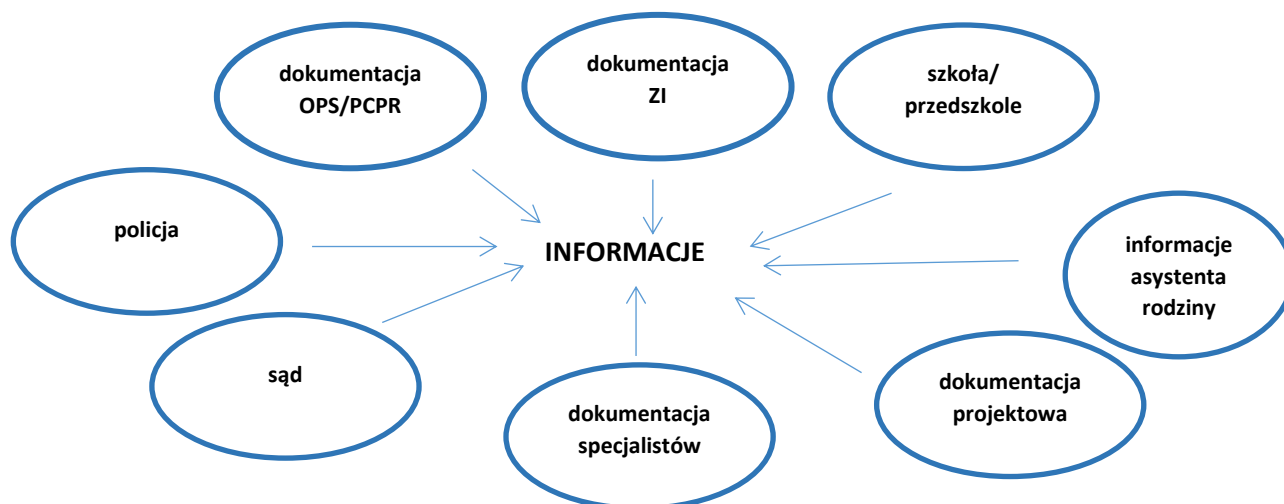 dokumentacja
OPS/PCPR
dokumentacja
ZI
szkoła/
przedszkole
policja
INFORMACJE
informacje
asystenta
rodziny
sąd
dokumentacja
specjalistów
dokumentacja
projektowa